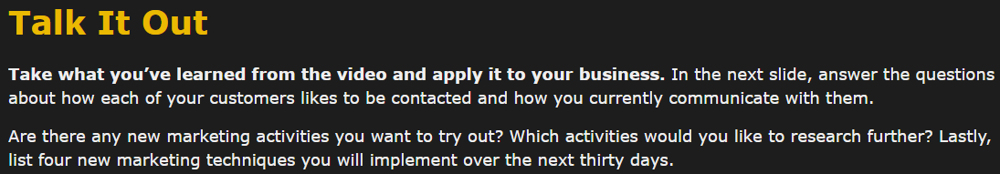 Talk It Out
Take what you’ve learned from the video and apply it to your business. In the next slide, answer the questions
about how each of your customers likes to be contacted and how you currently communicate with them.
Are there any new marketing activities you want to try out? Which activities would you like to research further? Lastly,
list four new marketing techniques you will implement over the next thirty days.